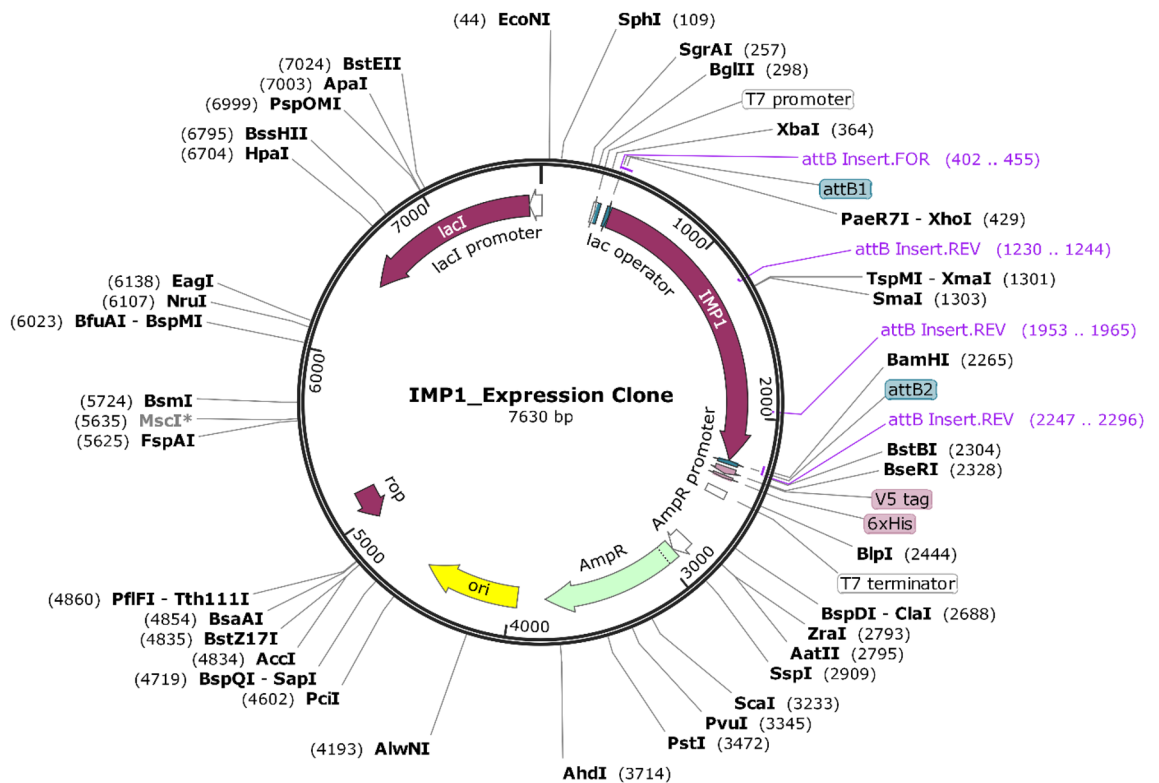 (44) EcoNI
SphI (109)
SgrAI (257)
BglII (298)
T7 promoter
XbaI (364)
attB Insert.FOR (402 .. 455)
attB1
PaeR7I - XhoI (429)
attB Insert.REV (1230 .. 1244)
TspMI - XmaI (1301)
SmaI (1303)
attB Insert.REV (1953 .. 1965)
BamHI (2265)
attB2
attB Insert.REV (2247 .. 2296)
BstBI (2304)
BseRI (2328)
V5 tag
6xHis
BlpI (2444)
T7 terminator
BspDI - ClaI (2688)
ZraI (2793)
AatII (2795)
SspI (2909)
ScaI (3233)
PvuI (3345)
PstI (3472)
AhdI (3714)
(4193) AlwNI
(4602) PciI
(4719) BspQI - SapI
(4834) AccI
(4835) BstZ17I
(4854) BsaAI
(4860) PflFI - Tth111I
(5625) FspAI
(5635) MscI*
(5724) BsmI
(6023) BfuAI - BspMI
(6107) NruI
(6138) EagI
(6704) HpaI
(6795) BssHII
(6999) PspOMI
(7003) ApaI
(7024) BstEII
1000
2000
3000
4000
5000
6000
7000
lacI
lacI promoter
lac operator
IMP1
IMP1_Expression Clone
7630 bp
AmpR promoter
AmpR
ori
rop